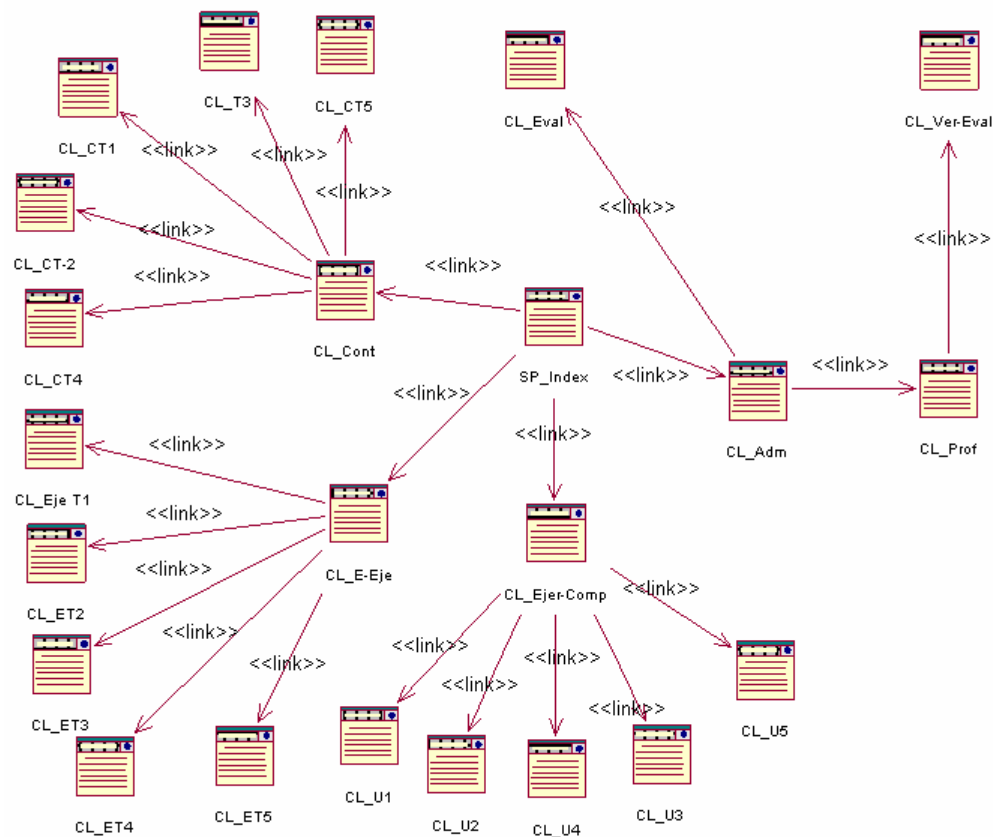 CL_T3
CL_CT5
CL_Eval
CL_Ver-Eval
CL_CT1
<<link>>
<<link>>
<<link>>
<<link>>
<<link>>
CL_CT-2
<<link>>
<<link>>
<<link>>
CL_Cont
CL_CT4
SP_Index
<<link>>
<<link>>
<<link>>
CL_Adm
CL_Prof
<<link>>
<<link>>
CL_Eje T1
<<link>>
<<link>>
CL_E-Eje
CL_Ejer-Comp
<<link>>
CL_ET2
<<link>>
<<link>>
<<link>>
<<link>>
<<link>>
<<link>>
CL_ET3
CL_U5
CL_ET4
CL_ET5
CL_U1
CL_U2
CL_U4
CL_U3